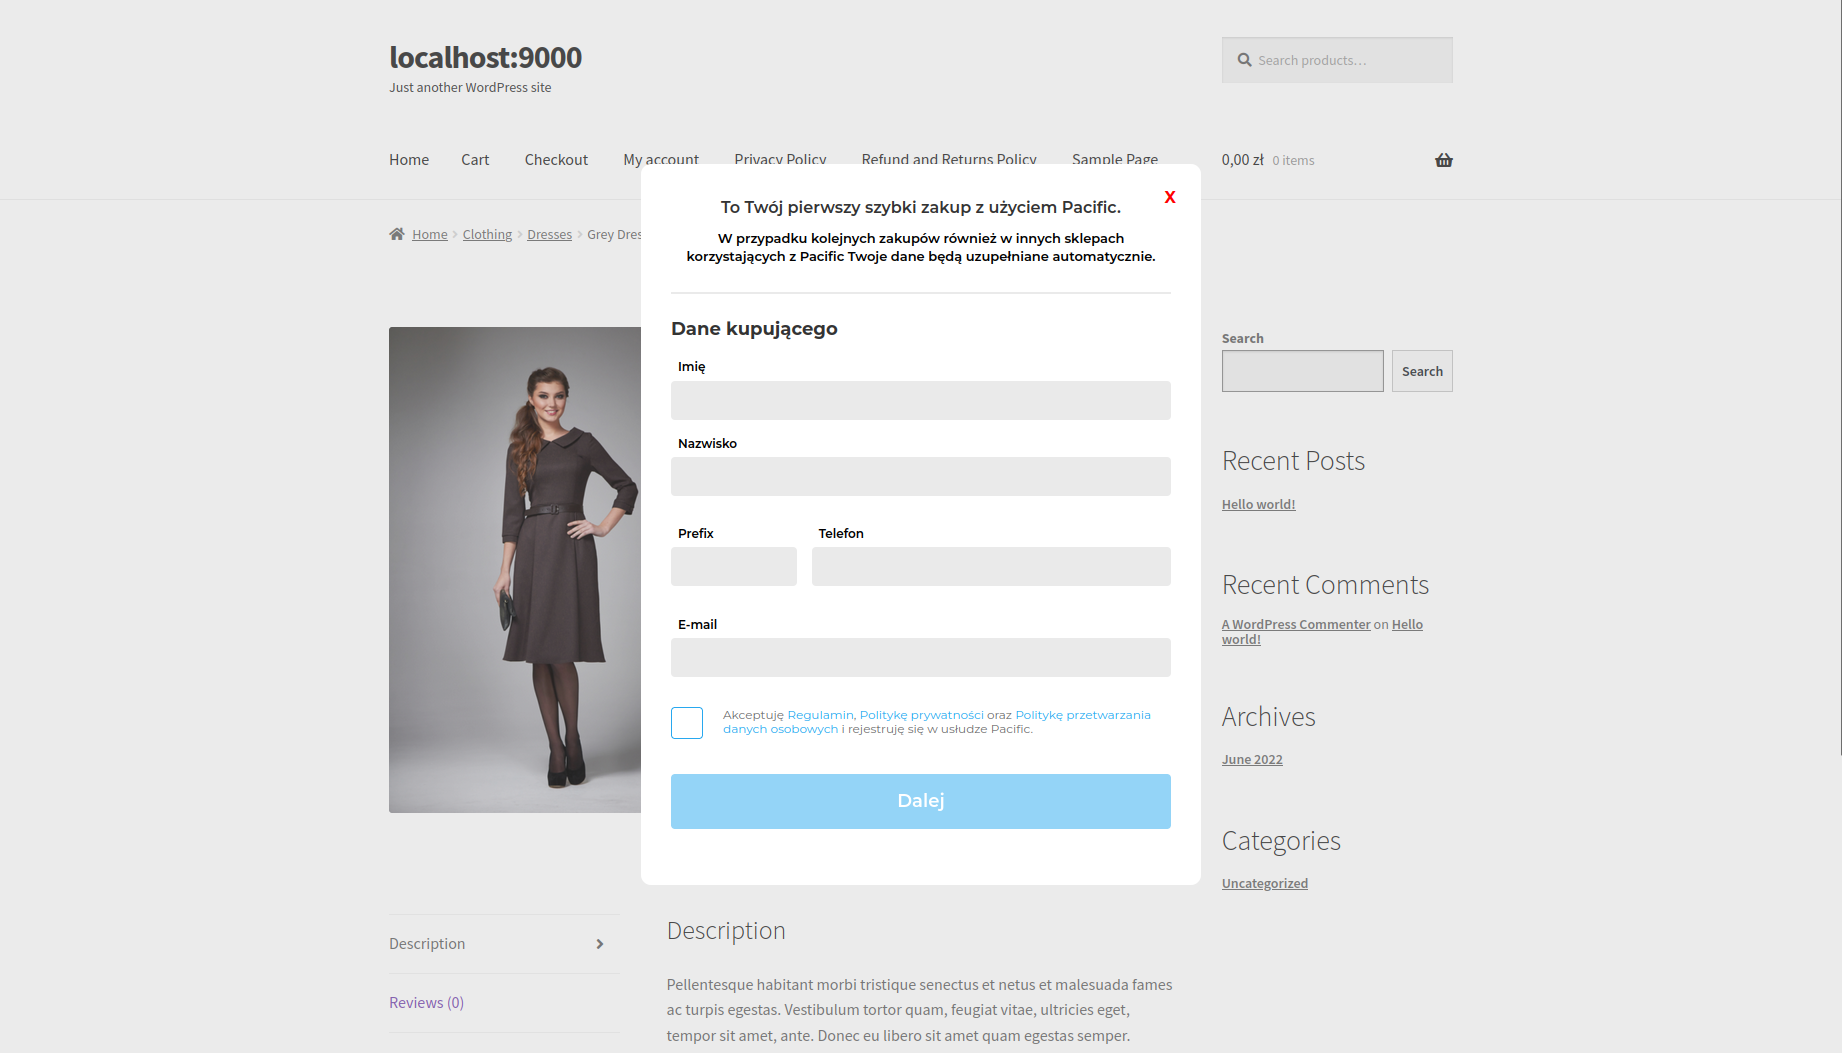 localhost:9000
Just another WordPress site
Search products…
Home Cart Checkout My account Privacy Policy Refund and Returns Policy Sample Page 0,00 zł 0 items
Home Clothing Dresses Grey Dres
X
To Twój pierwszy szybki zakup z użyciem Pacific.
W przypadku kolejnych zakupów również w innych sklepach
korzystających z Pacific Twoje dane będą uzupełniane automatycznie.
Dane kupującego
Imię
Nazwisko
Prefix Telefon
E-mail
Akceptuję Regulamin, Politykę prywatności oraz Politykę przetwarzania
danych osobowych i rejestruję się w usłudze Pacific.
Dalej
Search
Search
Recent Posts
Hello world!
Recent Comments
A WordPress Commenter on Hello
world!
Archives
June 2022
Categories
Uncategorized
Description
Reviews (0)
Description
Pellentesque habitant morbi tristique senectus et netus et malesuada fames
ac turpis egestas. Vestibulum tortor quam, feugiat vitae, ultricies eget,
tempor sit amet, ante. Donec eu libero sit amet quam egestas semper.